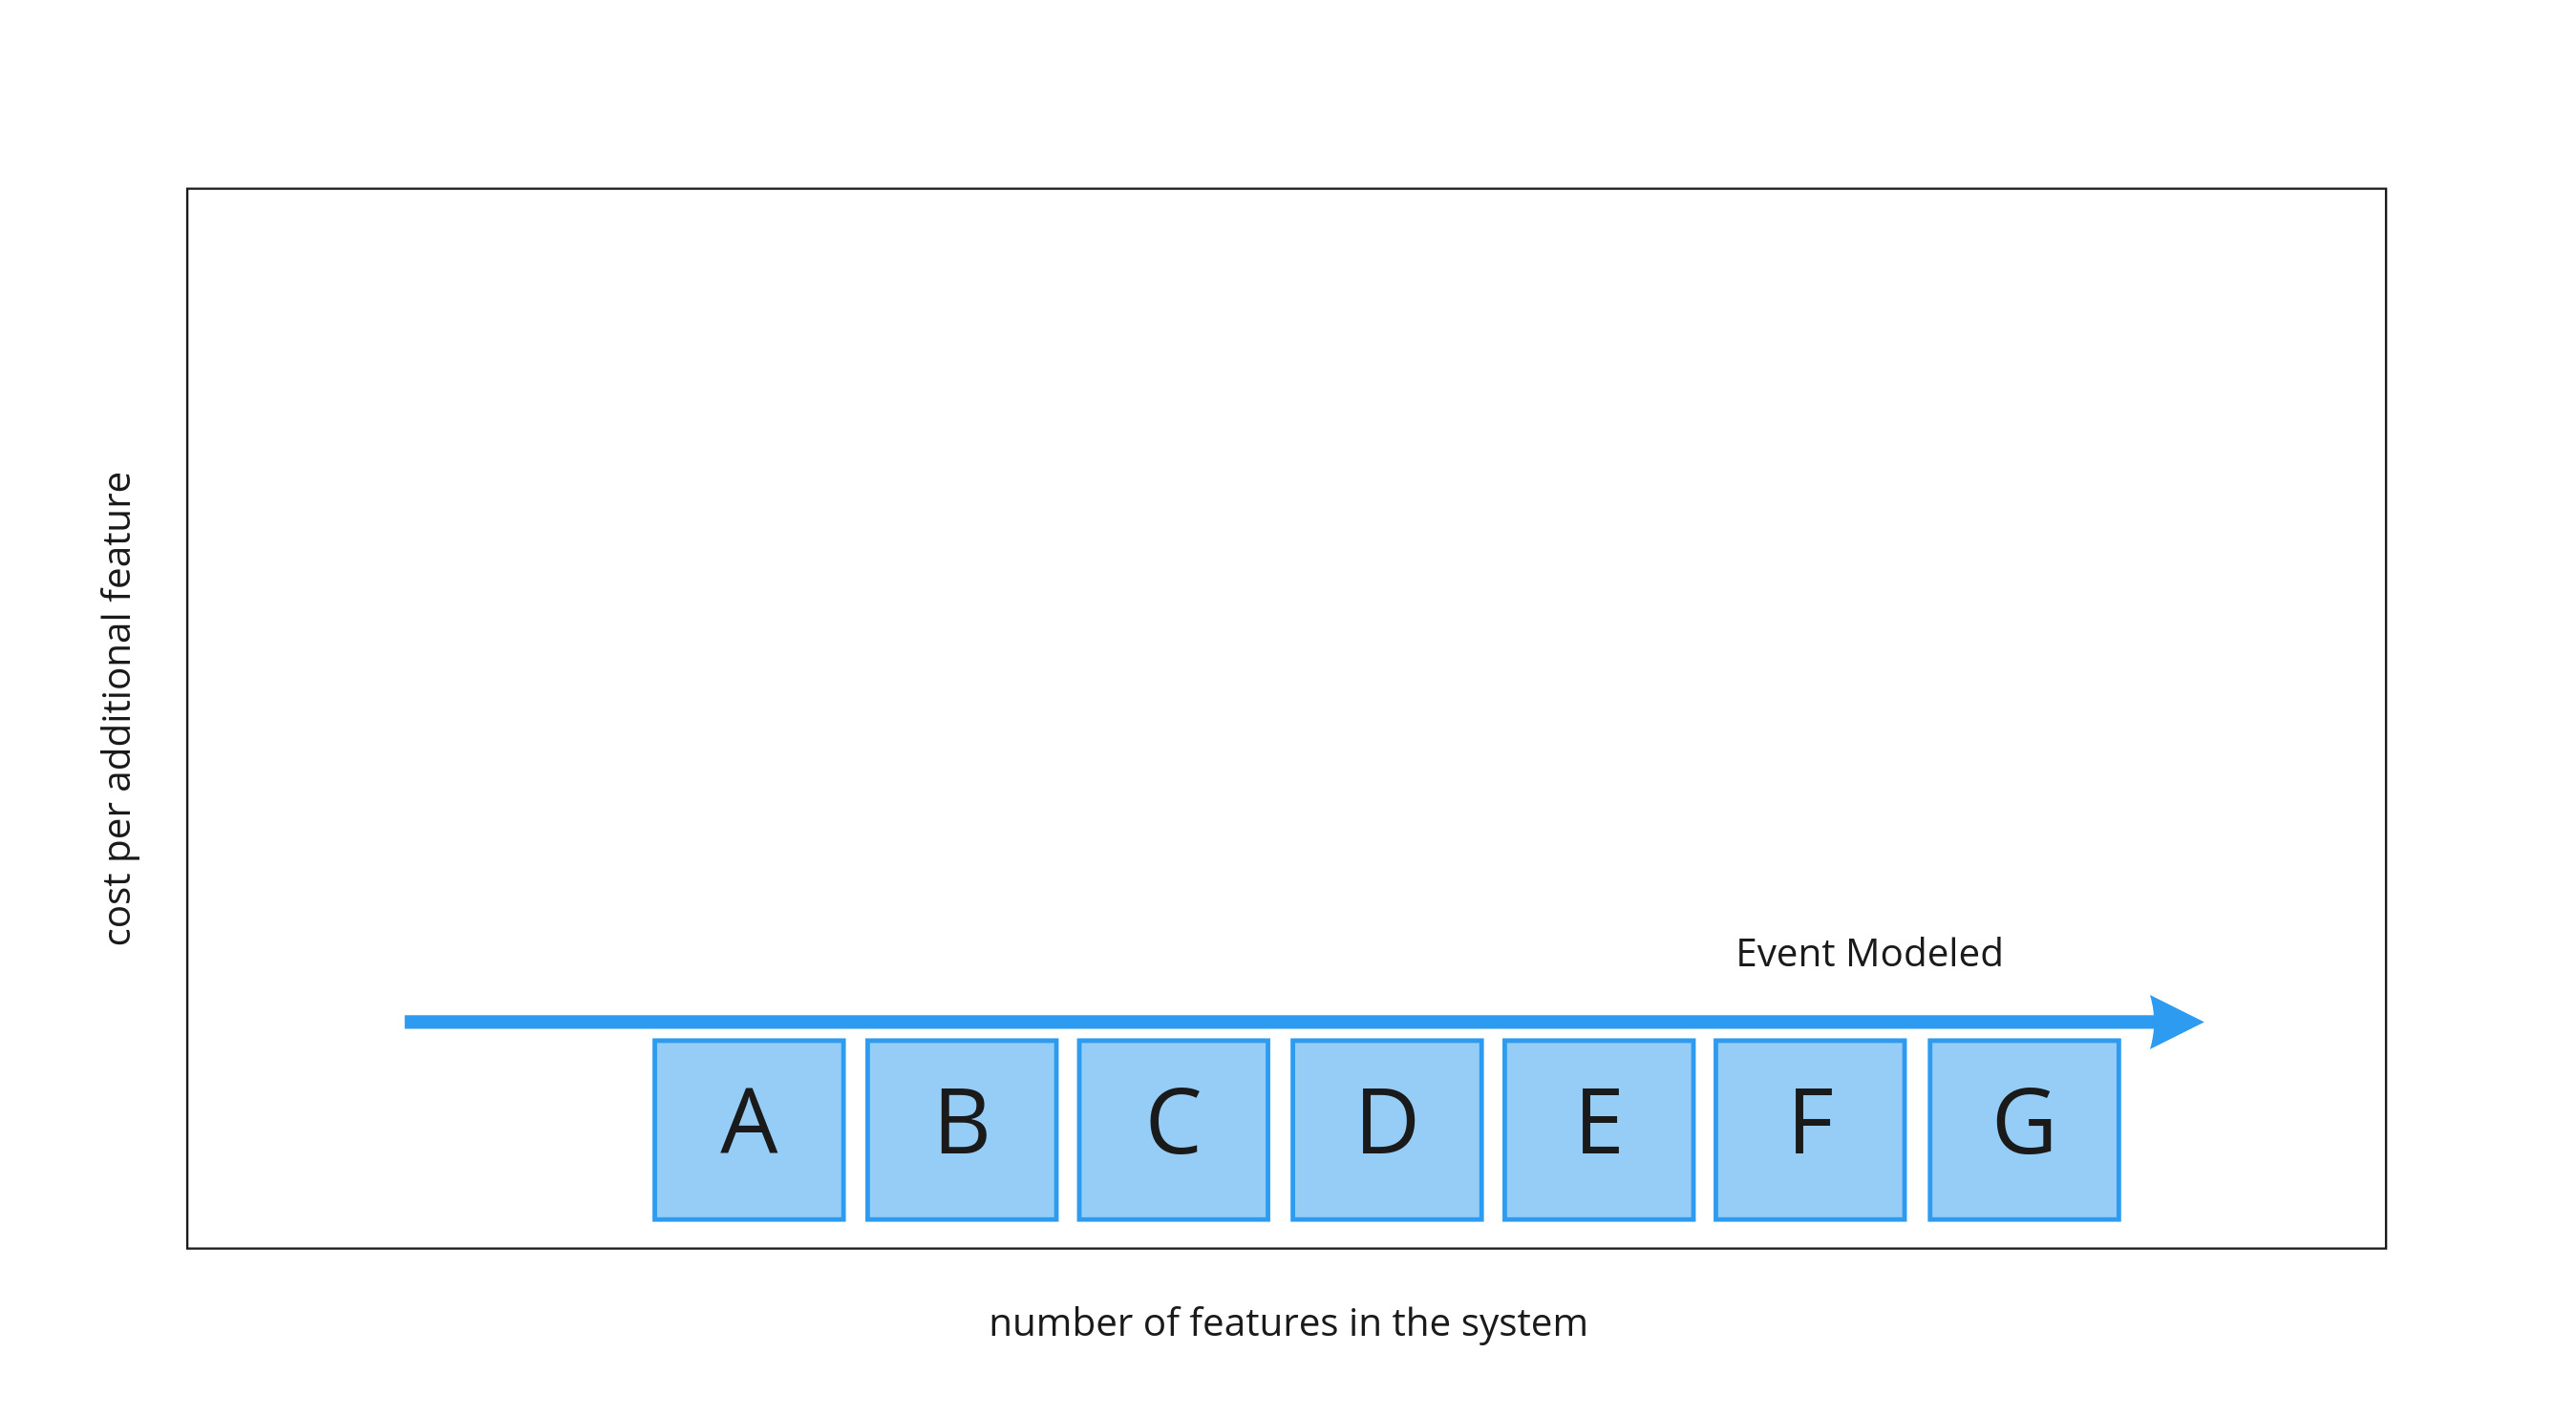 cost per additional feature
Event Modeled
A B C D E F G
number of features in the system